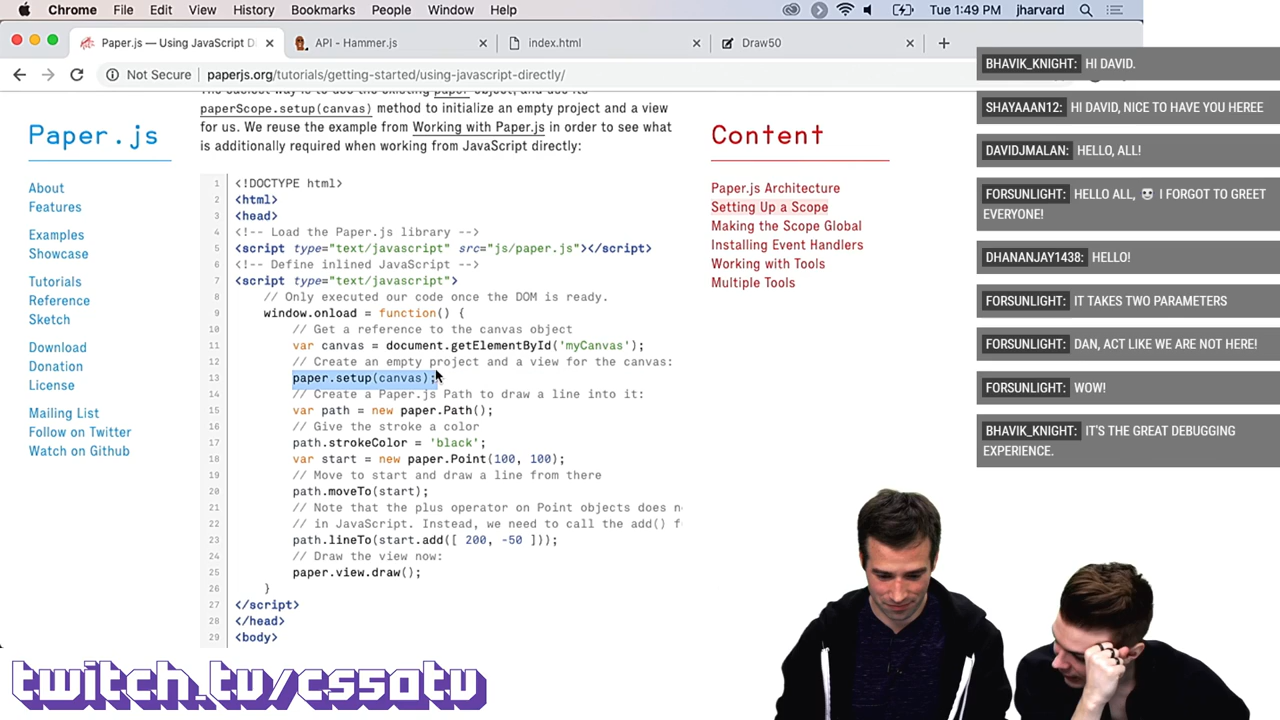 Chrome File Edit View History Bookmarks People Window Help Tue 1:49 PM jharvard
Paper.js — Using JavaScript D API - Hammer.js index.html Draw50
Not Secure paperjs.org/tutorials/getting-started/using-javascript-directly/
paperScope.setup(canvas) method to initialize an empty project and a view
for us. We reuse the example from Working with Paper.js in order to see what
is additionally required when working from JavaScript directly:
Paper.js
About
Features
Examples
Showcase
Tutorials
Reference
Sketch
Download
Donation
License
Mailing List
Follow on Twitter
Watch on Github
1 <!DOCTYPE html>
2 <html>
3 <head>
4 <!-- Load the Paper.js library -->
5 <script type="text/javascript" src="js/paper.js"></script>
6 <!-- Define inlined JavaScript -->
7 <script type="text/javascript">
8 // Only executed our code once the DOM is ready.
9 window.onload = function() {
10 // Get a reference to the canvas object
11 var canvas = document.getElementById('myCanvas');
12 // Create an empty project and a view for the canvas:
13 paper.setup(canvas);
14 // Create a Paper.js Path to draw a line into it:
15 var path = new paper.Path();
16 // Give the stroke a color
17 path.strokeColor = 'black';
18 var start = new paper.Point(100, 100);
19 // Move to start and draw a line from there
20 path.moveTo(start);
21 // Note that the plus operator on Point objects does n
22 // in JavaScript. Instead, we need to call the add() f
23 path.lineTo(start.add([ 200, -50 ]));
24 // Draw the view now:
25 paper.view.draw();
26 }
27 </script>
28 </head>
29 <body>
Content
Paper.js Architecture
Setting Up a Scope
Making the Scope Global
Installing Event Handlers
Working with Tools
Multiple Tools
BHAVIK_KNIGHT: HI DAVID.
SHAYAAAN12: HI DAVID, NICE TO HAVE YOU HEREE
DAVIDJMALAN: HELLO, ALL!
FORSUNLIGHT: HELLO ALL, I FORGOT TO GREET
EVERYONE!
DHANANJAY1438: HELLO!
FORSUNLIGHT: IT TAKES TWO PARAMETERS
FORSUNLIGHT: DAN, ACT LIKE WE ARE NOT HERE!
FORSUNLIGHT: WOW!
BHAVIK_KNIGHT: IT'S THE GREAT DEBUGGING
EXPERIENCE.
twitch.tv/cs50tv